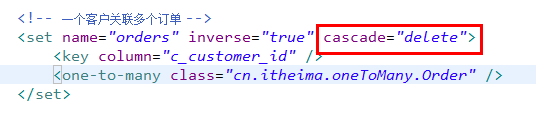 <!-- 一个客户关联多个订单 -->
<set name="orders" inverse="true" cascade="delete">
<key column="c_customer_id" />
<one-to-many class="cn.itheima.oneToMany.Order" />
</set>